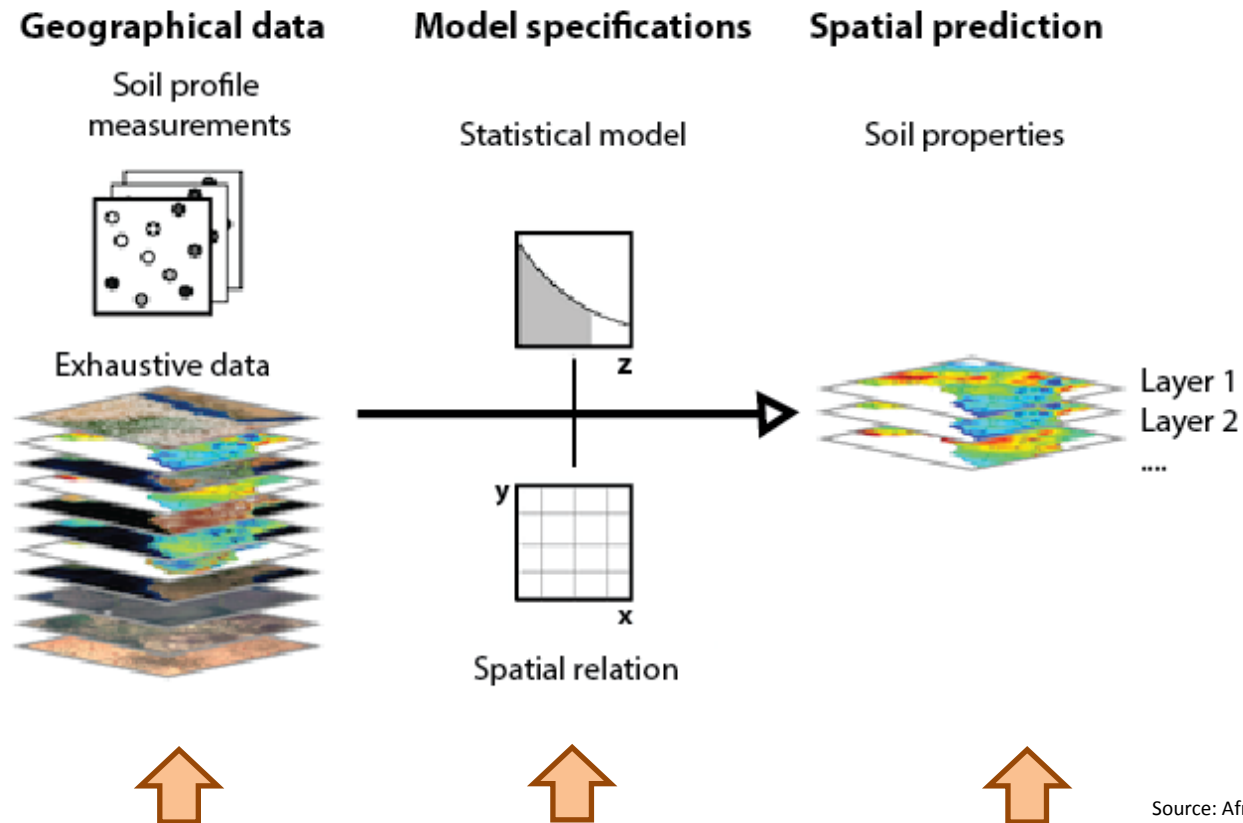 Geographical data
Model specifications
Spatial prediction
Soil profile
measurements
Statistical model
Soil properties
z
Exhaustive data
Layer 1
Layer 2
....
y
x
Spatial relation
Source: